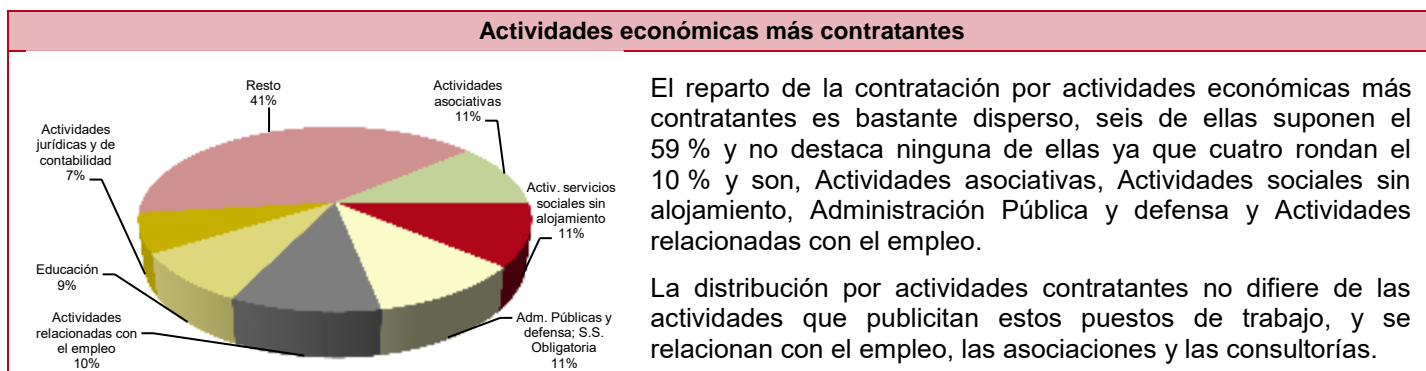 Actividades económicas más contratantes
Resto
41%
Actividades
asociativas
11%
Actividades
jurídicas y de
contabilidad
7%
Activ. servicios
sociales sin
alojamiento
11%
Educación
9%
Actividades
relacionadas con
el empleo
10%
Adm. Públicas y
defensa; S.S.
Obligatoria
11%
El reparto de la contratación por actividades económicas más
contratantes es bastante disperso, seis de ellas suponen el
59 % y no destaca ninguna de ellas ya que cuatro rondan el
10 % y son, Actividades asociativas, Actividades sociales sin
alojamiento, Administración Pública y defensa y Actividades
relacionadas con el empleo.
La distribución por actividades contratantes no difiere de las
actividades que publicitan estos puestos de trabajo, y se
relacionan con el empleo, las asociaciones y las consultorías.